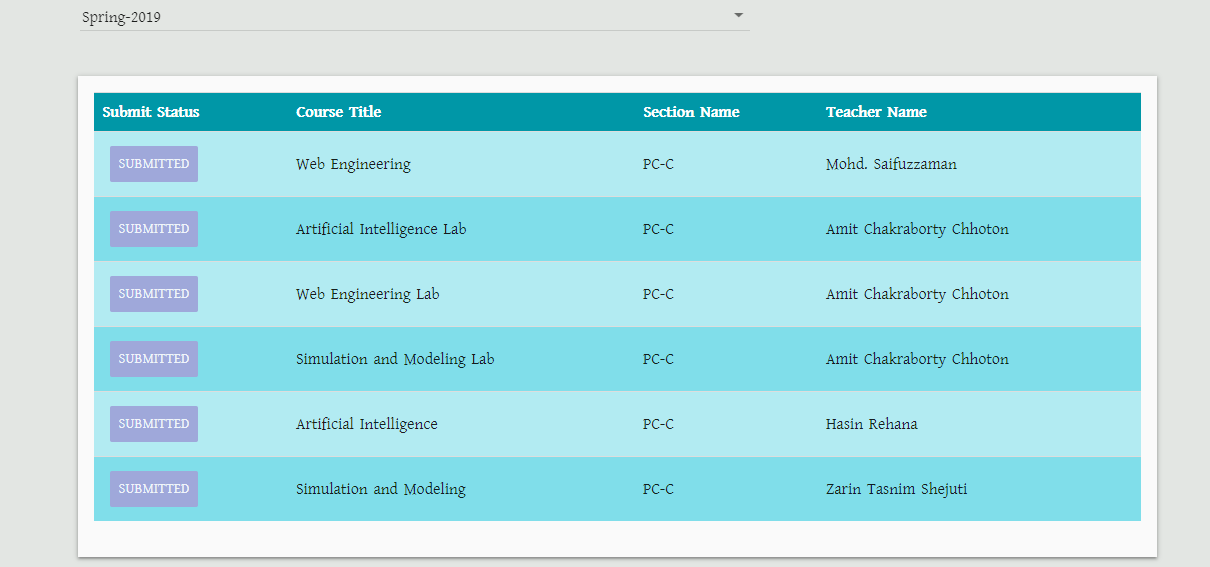 Spring-2019
Submit Status Course Title Section Name Teacher Name
SUBMITTED Web Engineering PC-C Mohd. Saifuzzaman
SUBMITTED Artificial Intelligence Lab PC-C Amit Chakraborty Chhoton
SUBMITTED Web Engineering Lab PC-C Amit Chakraborty Chhoton
SUBMITTED Simulation and Modeling Lab PC-C Amit Chakraborty Chhoton
SUBMITTED Artificial Intelligence PC-C Hasin Rehana
SUBMITTED Simulation and Modeling PC-C Zarin Tasnim Shejuti